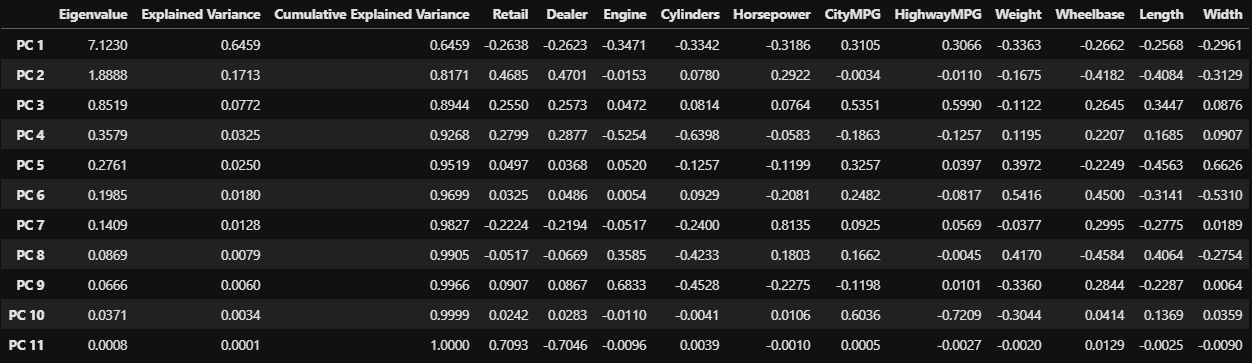 Eigenvalue Explained Variance Cumulative Explained Variance Retail Dealer Engine Cylinders Horsepower CityMPG HighwayMPG Weight Wheelbase Length Width
PC 1 7.1230 0.6459 0.6459 -0.2638 -0.2623 -0.3471 -0.3342 -0.3186 0.3105 0.3066 -0.3363 -0.2662 -0.2568 -0.2961
PC 2 1.8888 0.1713 0.8171 0.4685 0.4701 -0.0153 0.0780 0.2922 -0.0034 -0.0110 -0.1675 -0.4182 -0.4084 -0.3129
PC 3 0.8519 0.0772 0.8944 0.2550 0.2573 0.0472 0.0814 0.0764 0.5351 0.5990 -0.1122 0.2645 0.3447 0.0876
PC 4 0.3579 0.0325 0.9268 0.2799 0.2877 -0.5254 -0.6398 -0.0583 -0.1863 -0.1257 0.1195 0.2207 0.1685 0.0907
PC 5 0.2761 0.0250 0.9519 0.0497 0.0368 0.0520 -0.1257 -0.1199 0.3257 0.0397 0.3972 -0.2249 -0.4563 0.6626
PC 6 0.1985 0.0180 0.9699 0.0325 0.0486 0.0054 0.0929 -0.2081 0.2482 -0.0817 0.5416 0.4500 -0.3141 -0.5310
PC 7 0.1409 0.0128 0.9827 -0.2224 -0.2194 -0.0517 -0.2400 0.8135 0.0925 0.0569 -0.0377 0.2995 -0.2775 0.0189
PC 8 0.0869 0.0079 0.9905 -0.0517 -0.0669 0.3585 -0.4233 0.1803 0.1662 -0.0045 0.4170 -0.4584 0.4064 -0.2754
PC 9 0.0666 0.0060 0.9966 0.0907 0.0867 0.6833 -0.4528 -0.2275 -0.1198 0.0101 -0.3360 0.2844 -0.2287 0.0064
PC 10 0.0371 0.0034 0.9999 0.0242 0.0283 -0.0110 -0.0041 0.0106 0.6036 -0.7209 -0.3044 0.0414 0.1369 0.0359
PC 11 0.0008 0.0001 1.0000 0.7093 -0.7046 -0.0096 0.0039 -0.0010 0.0005 -0.0027 -0.0020 0.0129 -0.0025 -0.0090